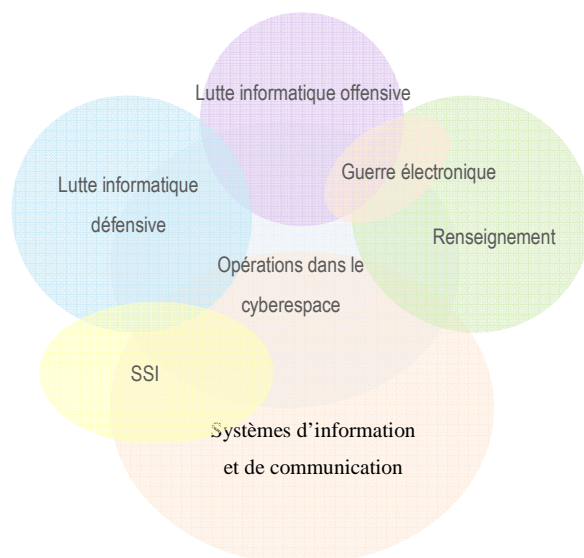 Lutte informatique offensive
Guerre électronique
Lutte informatique
défensive
Renseignement
Opérations dans le
cyberespace
SSI
Systèmes d’information
et de communication